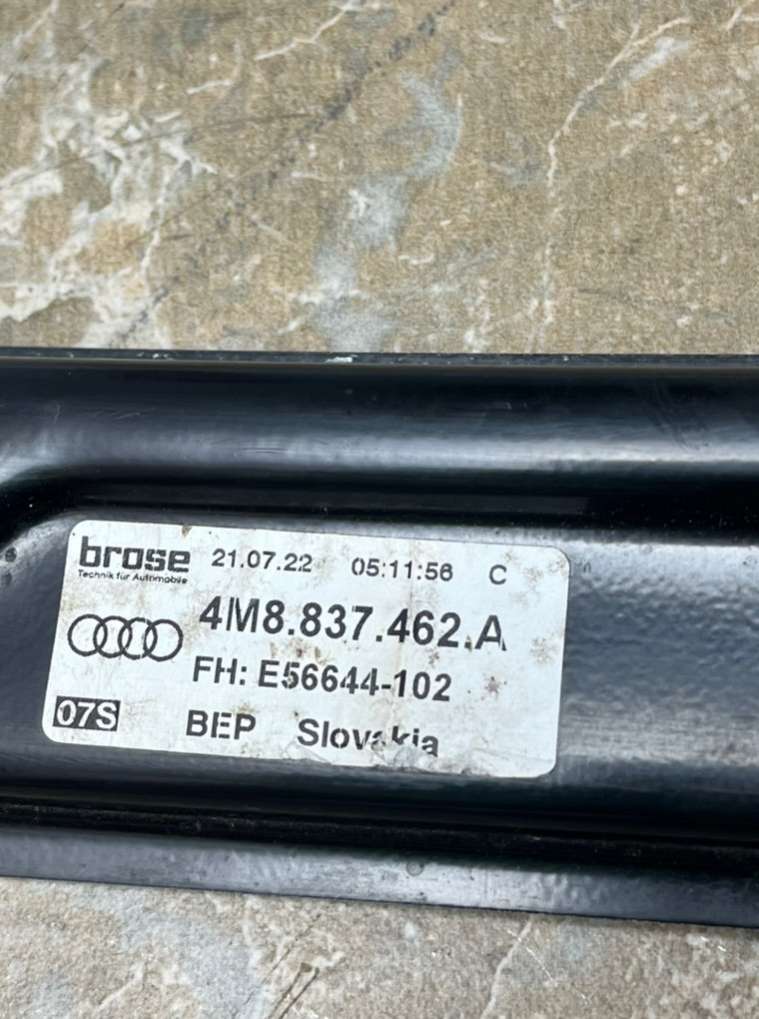 brose 21.07.22 05:11:56 C
Technik für Automobile
4M8.837.462.A
FH: E56644-102
07S BEP Slovakia